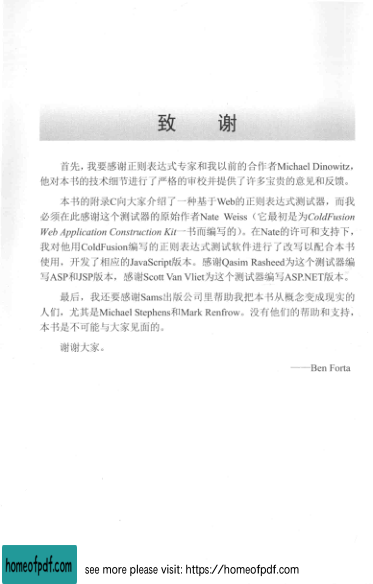 致 谢
首先,我要感谢正则表达式专家和我以前的合作者Michael Dinowitz,
他对本书的技术细节进行了严格的审校并提供了许多宝贵的意见和反馈。
本书的附录C向大家介绍了一种基于Web的正则表达式测试器,而我
必须在此感谢这个测试器的原始作者Nate Weiss(它最初是为ColdFusion
Web Application Construction Kit一书而编写的)。在Nate的许可和支持下,
我对他用ColdFusion编写的正则表达式测试软件进行了改写以配合本书
使用,开发了相应的JavaScript版本。感谢Qasim Rasheed为这个测试器编
写ASP和JSP版本,感谢Scott Van Vliet为这个测试器编写ASP.NET版本。
最后,我还要感谢Sams出版公司里帮助我把本书从概念变成现实的
人们,尤其是Michael Stephens和Mark Renfrow。没有他们的帮助和支持,
本书是不可能与大家见面的。
谢谢大家。
——Ben Forta
homeofpdf.com
see more please visit: https://homeofpdf.com